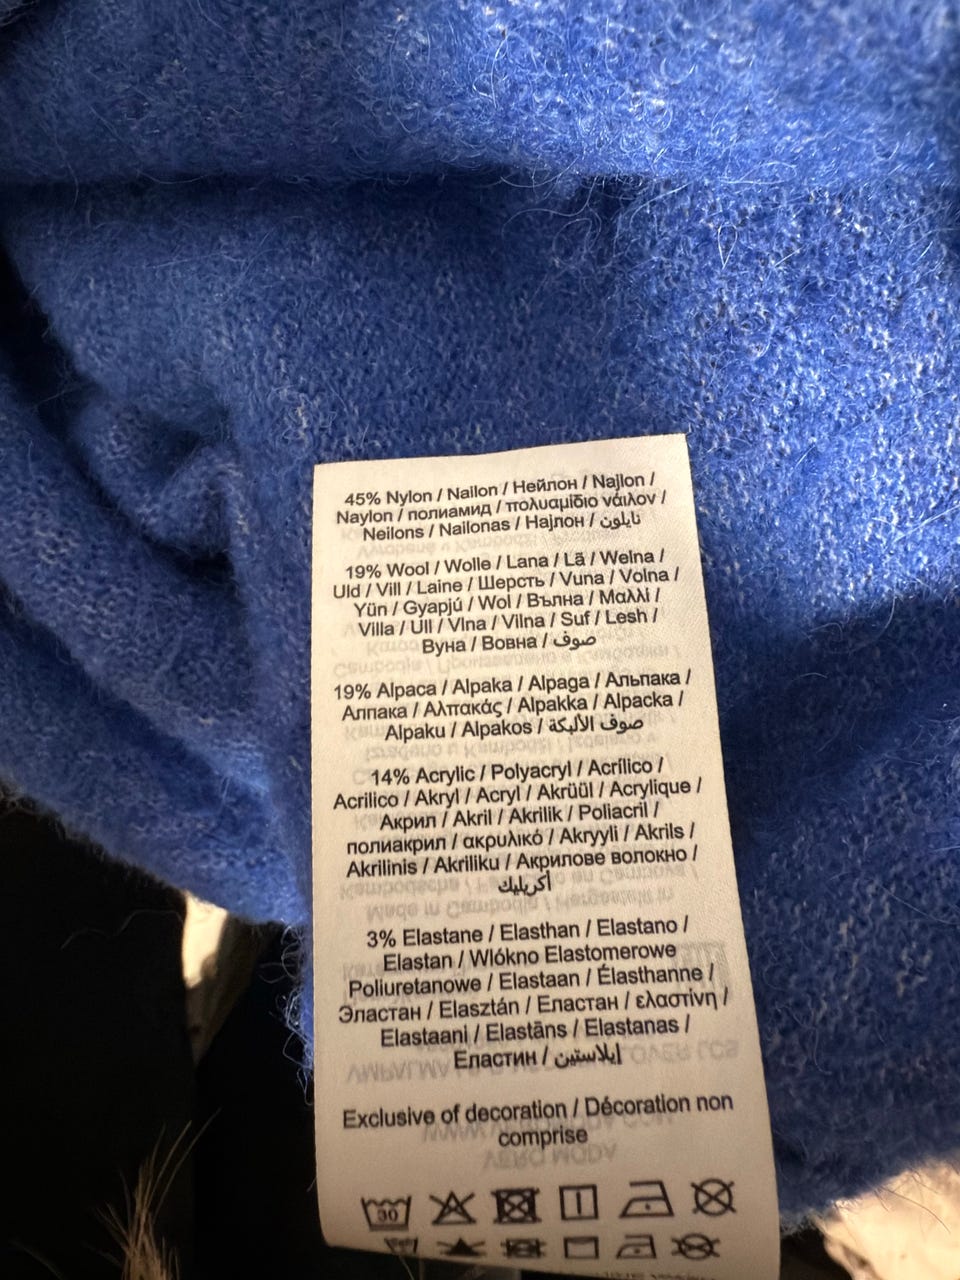 45% Nylon / Nailon / Нейлон / Najlon /
Naylon / полиамид / πολυαμίδιο νάιλον /
Neilons / Nailonas / Најлон / نايلون
19% Wool / Wolle / Lana / Lã / Wełna /
Uld / Vill / Laine / Шерсть / Vuna / Volna /
Yün / Gyapjú / Wol / Вълна / Μαλλί /
Villa / Ull / Vlna / Vilna / Suf / Lesh /
Вуна / Вовна / صوف
19% Alpaca / Alpaka / Alpaga / Альпака /
Алпака / Αλπακάς / Alpakka / Alpacka /
Alpaku / Alpakos / صوف الألبكة
14% Acrylic / Polyacryl / Acrílico /
Acrilico / Akryl / Acryl / Akrüül / Acrylique /
Акрил / Akril / Akrilik / Poliacril /
полиакрил / ακρυλικό / Akryyli / Akrils /
Akrilinis / Akriliku / Акрилове волокно /
أكريليك
3% Elastane / Elasthan / Elastano /
Elastan / Włókno Elastomerowe
Poliuretanowe / Elastaan / Élasthanne /
Эластан / Elasztán / Еластан / ελαστίνη /
Elastaani / Elastāns / Elastanas /
Еластин / إيلاستين
Exclusive of decoration / Décoration non
comprise
30